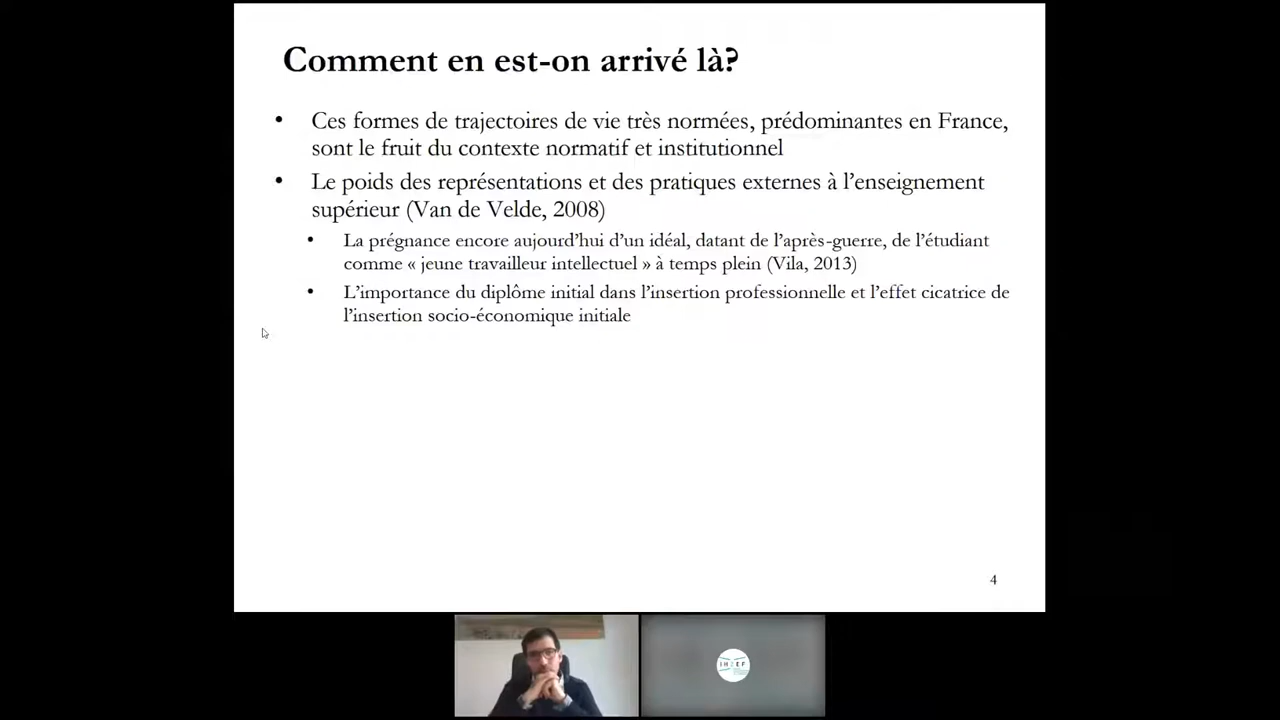 Comment en est-on arrivé là?
• Ces formes de trajectoires de vie très normées, prédominantes en France,
sont le fruit du contexte normatif et institutionnel
• Le poids des représentations et des pratiques externes à l’enseignement
supérieur (Van de Velde, 2008)
• La prégnance encore aujourd’hui d’un idéal, datant de l’après-guerre, de l’étudiant
comme « jeune travailleur intellectuel » à temps plein (Vila, 2013)
• L’importance du diplôme initial dans l’insertion professionnelle et l’effet cicatrice de
l’insertion socio-économique initiale
4
IH2EF